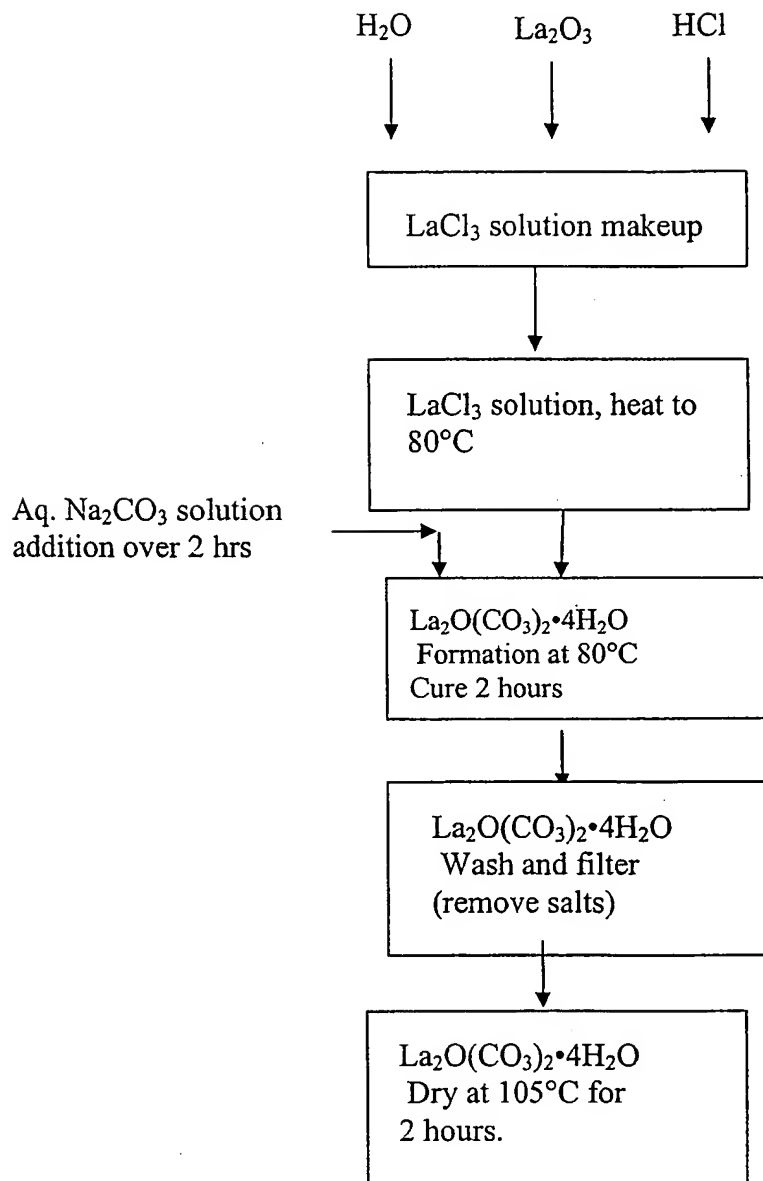 H₂O La₂O₃ HCl
LaCl₃ solution makeup
LaCl₃ solution, heat to
80°C
Aq. Na₂CO₃ solution
addition over 2 hrs
La₂O(CO₃)₂•4H₂O
Formation at 80°C
Cure 2 hours
La₂O(CO₃)₂•4H₂O
Wash and filter
(remove salts)
La₂O(CO₃)₂•4H₂O
Dry at 105°C for
2 hours.